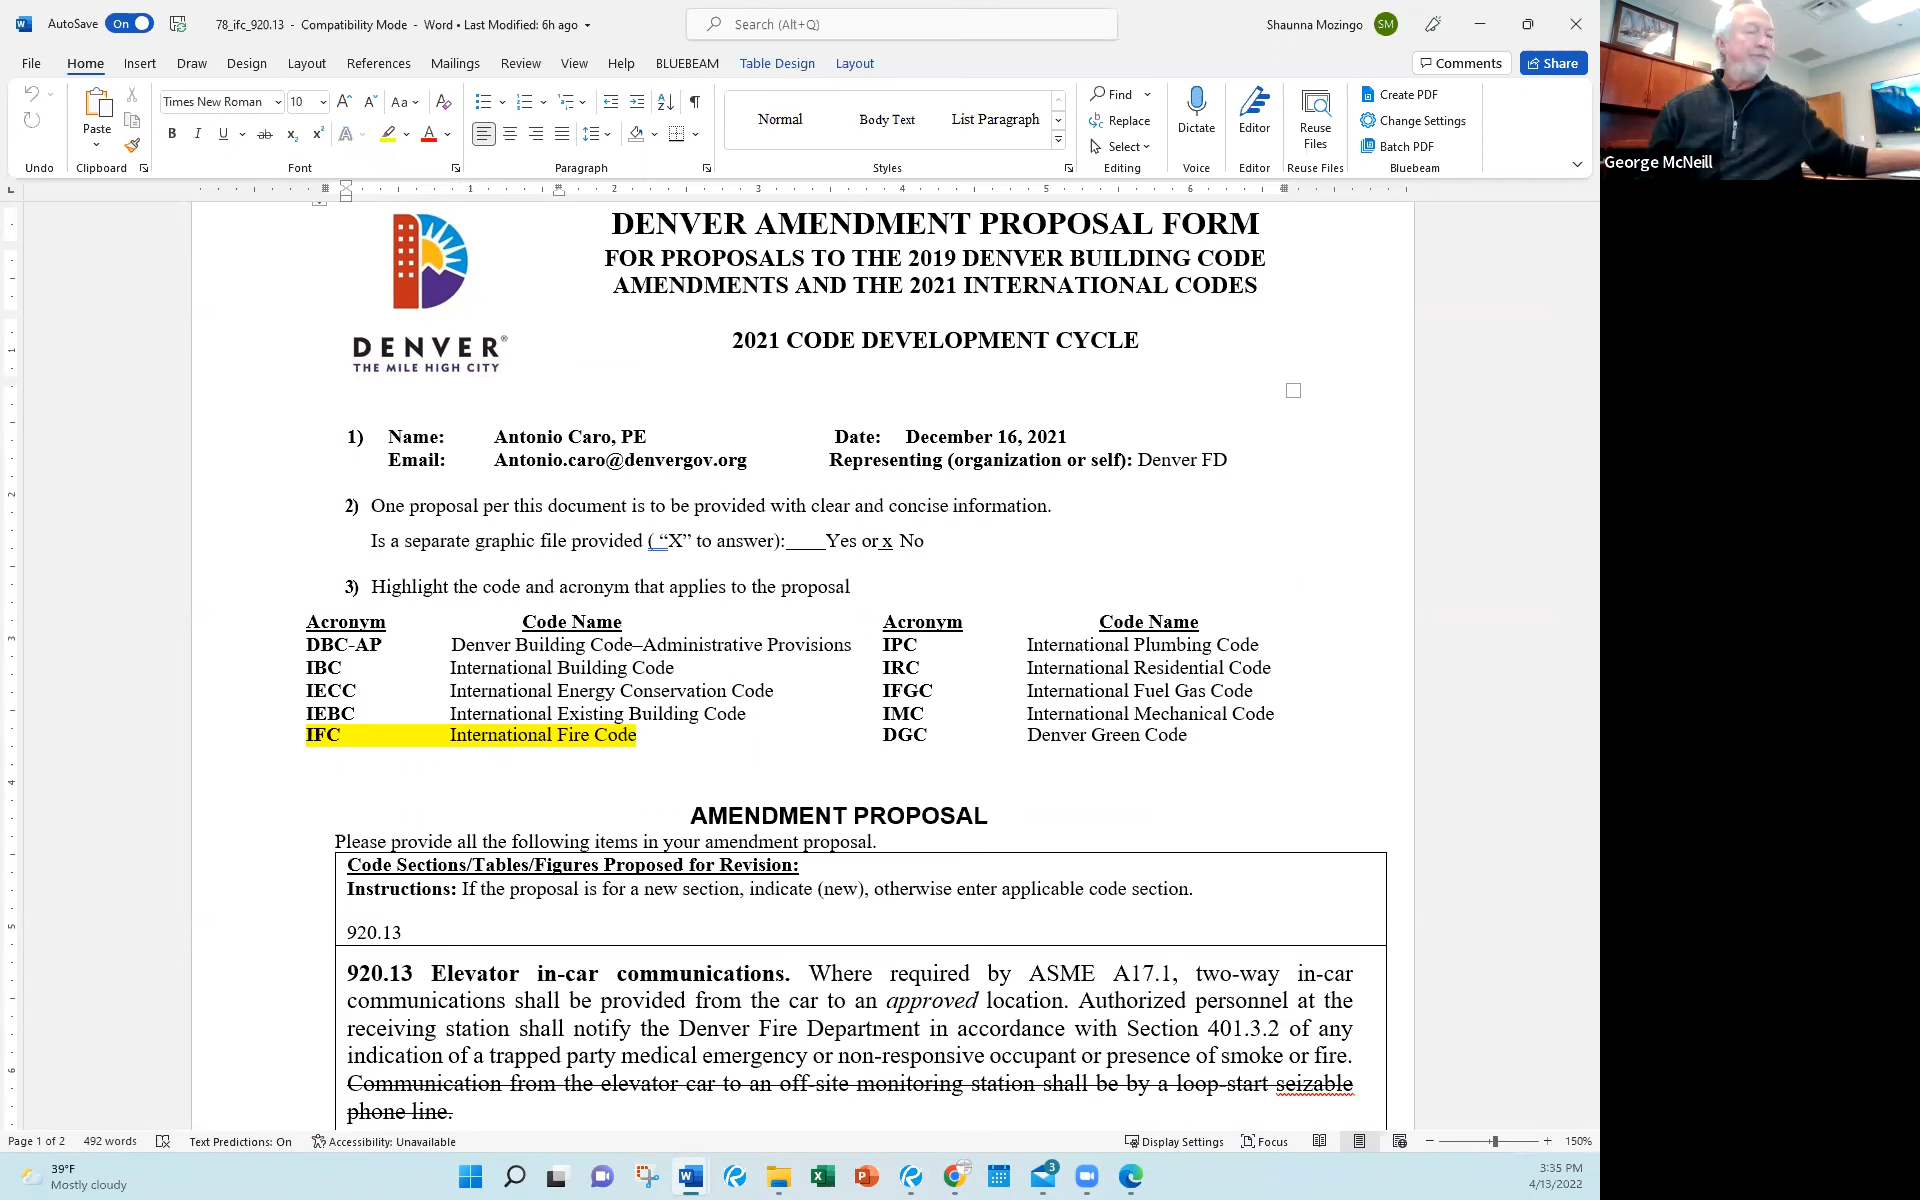 AutoSave On 78_ifc_920.13 - Compatibility Mode - Word • Last Modified: 6h ago Search (Alt+Q) Shaunna Mozingo SM
File Home Insert Draw Design Layout References Mailings Review View Help BLUEBEAM Table Design Layout Comments Share
Paste
Times New Roman 10
Normal Body Text List Paragraph
Find
Replace
Select
Dictate
Editor
Reuse
Files
Create PDF
Change Settings
Batch PDF
Undo Clipboard Font Paragraph Styles Editing Voice Editor Reuse Files Bluebeam
George McNeill
1 2 3 4 5 6
DENVER AMENDMENT PROPOSAL FORM
FOR PROPOSALS TO THE 2019 DENVER BUILDING CODE
AMENDMENTS AND THE 2021 INTERNATIONAL CODES
2021 CODE DEVELOPMENT CYCLE
DENVER®
THE MILE HIGH CITY
1) Name: Antonio Caro, PE Date: December 16, 2021
Email: Antonio.caro@denvergov.org Representing (organization or self): Denver FD
2) One proposal per this document is to be provided with clear and concise information.
Is a separate graphic file provided ( “X” to answer):____Yes or x No
3) Highlight the code and acronym that applies to the proposal
Acronym Code Name Acronym Code Name
DBC-AP Denver Building Code–Administrative Provisions IPC International Plumbing Code
IBC International Building Code IRC International Residential Code
IECC International Energy Conservation Code IFGC International Fuel Gas Code
IEBC International Existing Building Code IMC International Mechanical Code
IFC International Fire Code DGC Denver Green Code
AMENDMENT PROPOSAL
Please provide all the following items in your amendment proposal.
Code Sections/Tables/Figures Proposed for Revision:
Instructions: If the proposal is for a new section, indicate (new), otherwise enter applicable code section.
920.13
920.13 Elevator in-car communications. Where required by ASME A17.1, two-way in-car
communications shall be provided from the car to an approved location. Authorized personnel at the
receiving station shall notify the Denver Fire Department in accordance with Section 401.3.2 of any
indication of a trapped party medical emergency or non-responsive occupant or presence of smoke or fire.
Communication from the elevator car to an off-site monitoring station shall be by a loop-start seizable
phone line.
Page 1 of 2 492 words Text Predictions: On Accessibility: Unavailable Display Settings Focus 150%
39°F
Mostly cloudy
3
3:35 PM
4/13/2022